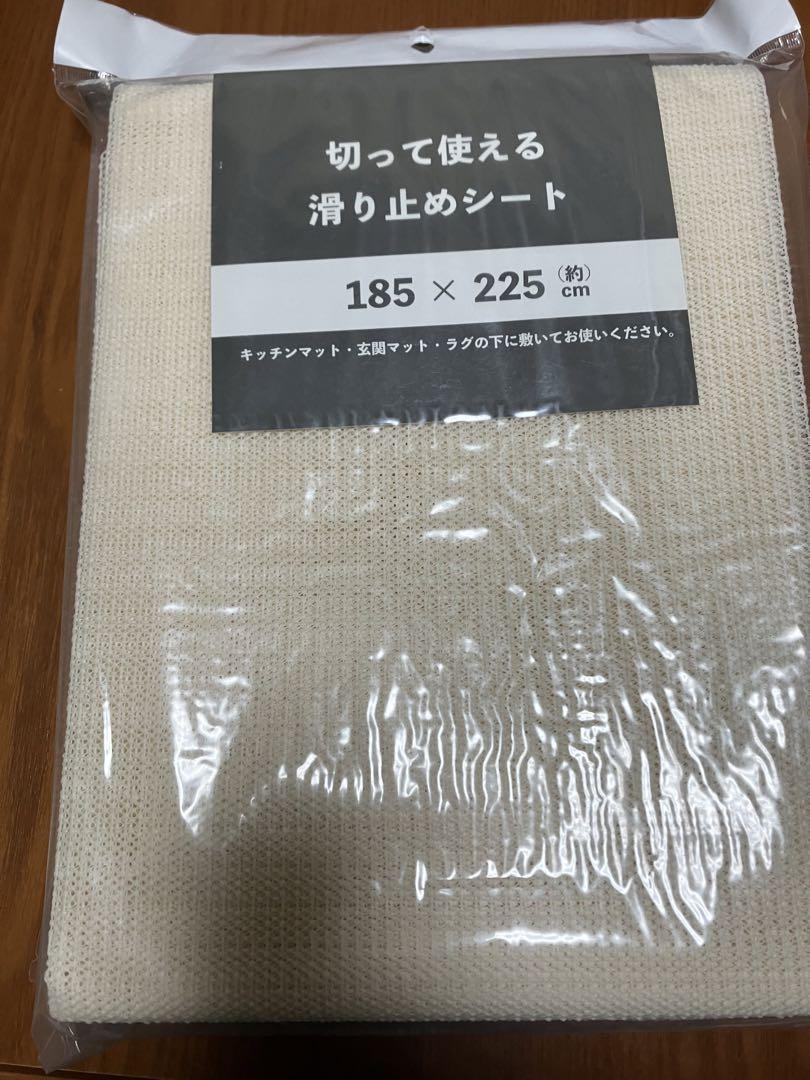 切って使える
滑り止めシート
185 × 225 (約) cm
キッチンマット・玄関マット・ラグの下に敷いてお使いください。